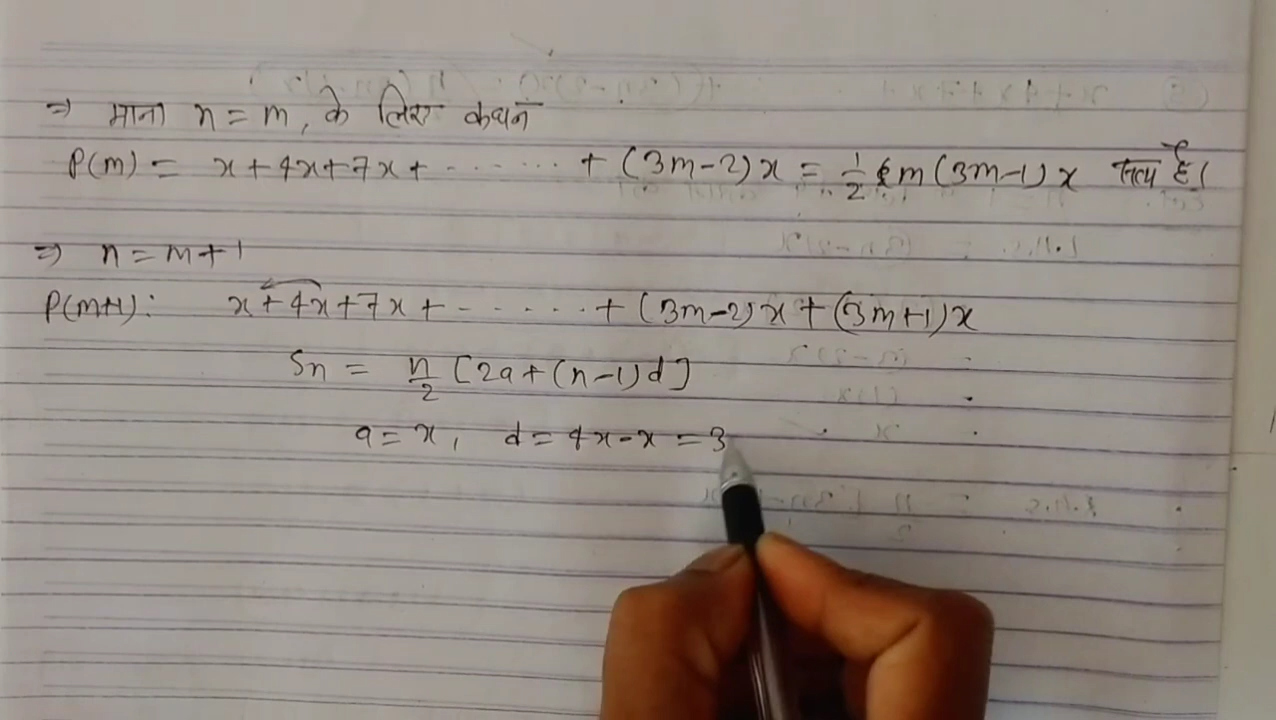 ⇒ माना n = m, के लिए कथन
P(m) = x + 4x + 7x + ....... + (3m-2)x = 1/2 m(3m-1)x सत्य है।
⇒ n = m+1
P(m+1): x + 4x + 7x + ....... + (3m-2)x + (3m+1)x
Sn = n/2 [2a + (n-1)d]
a = x, d = 4x - x = 3